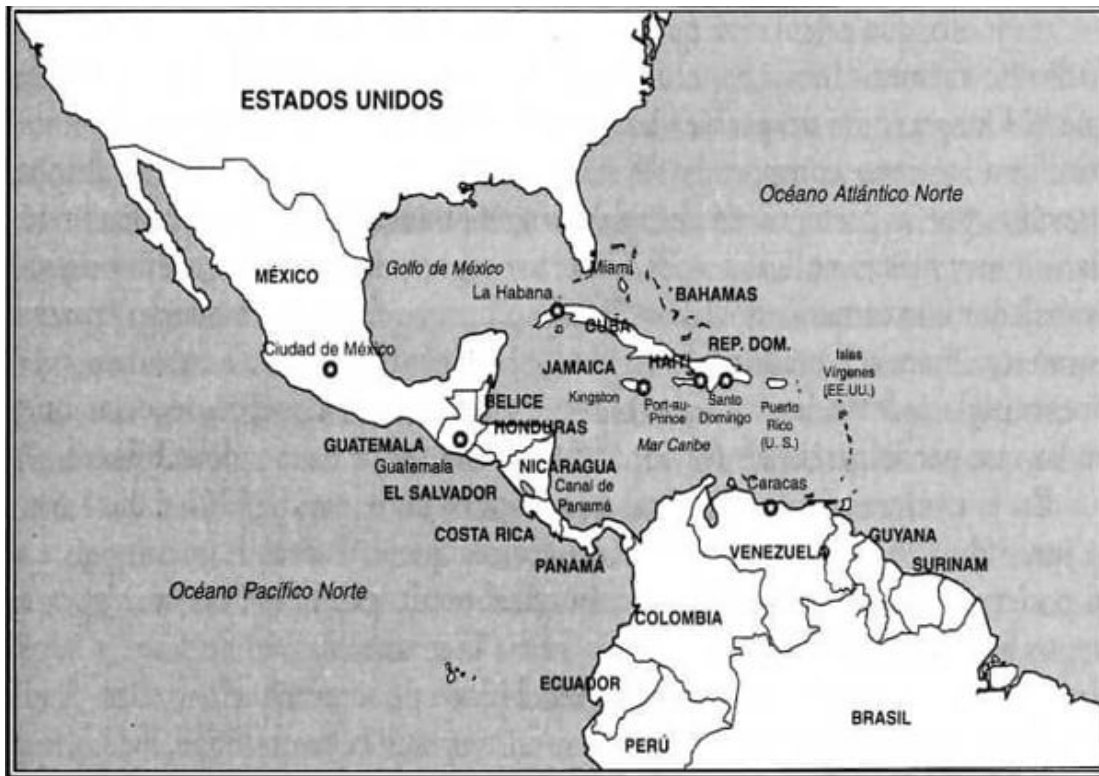 ESTADOS UNIDOS
Océano Atlántico Norte
MÉXICO
Golfo de México
Miami
La Habana
BAHAMAS
CUBA
REP. DOM.
Ciudad de México
JAMAICA
HAITÍ
Islas
Vírgenes
(EE.UU.)
Kingston
Port-au-
Prince
Santo
Domingo
Puerto
Rico
(U. S.)
BELICE
HONDURAS
Mar Caribe
GUATEMALA
Guatemala
NICARAGUA
Canal de
Panamá
Caracas
EL SALVADOR
COSTA RICA
PANAMÁ
VENEZUELA
GUYANA
SURINAM
Océano Pacífico Norte
COLOMBIA
ECUADOR
PERÚ
BRASIL